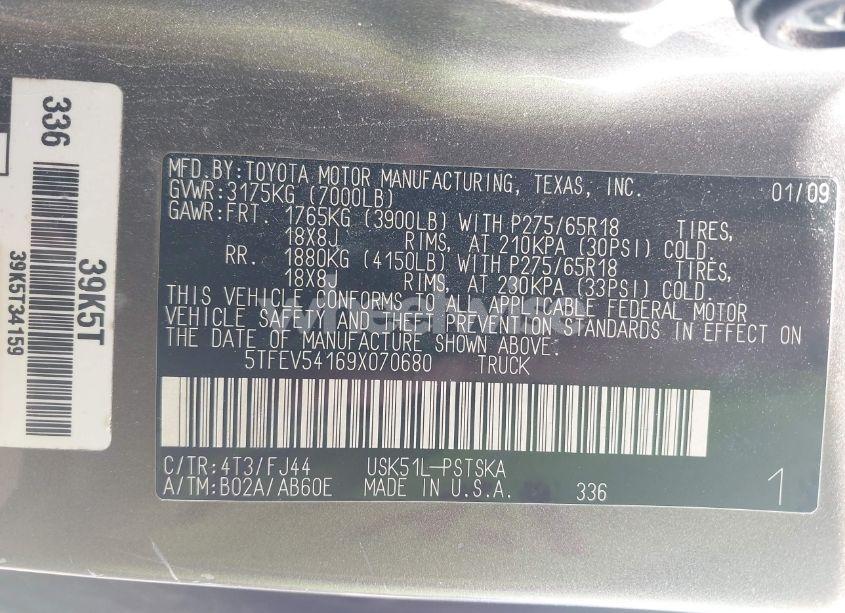 336
39K5T
39K5T34159
MFD.BY:TOYOTA MOTOR MANUFACTURING, TEXAS, INC. 01/09
GVWR:3175KG (7000LB)
GAWR:FRT. 1765KG (3900LB) WITH P275/65R18 TIRES,
18X8J RIMS, AT 210KPA (30PSI) COLD.
RR. 1880KG (4150LB) WITH P275/65R18 TIRES,
18X8J RIMS, AT 230KPA (33PSI) COLD.
THIS VEHICLE CONFORMS TO ALL APPLICABLE FEDERAL MOTOR
VEHICLE SAFETY AND THEFT PREVENTION STANDARDS IN EFFECT ON
THE DATE OF MANUFACTURE SHOWN ABOVE.
5TFEV54169X070680 TRUCK
C/TR:4T3/FJ44 USK51L-PSTSKA
A/TM:B02A/AB60E MADE IN U.S.A. 336 1